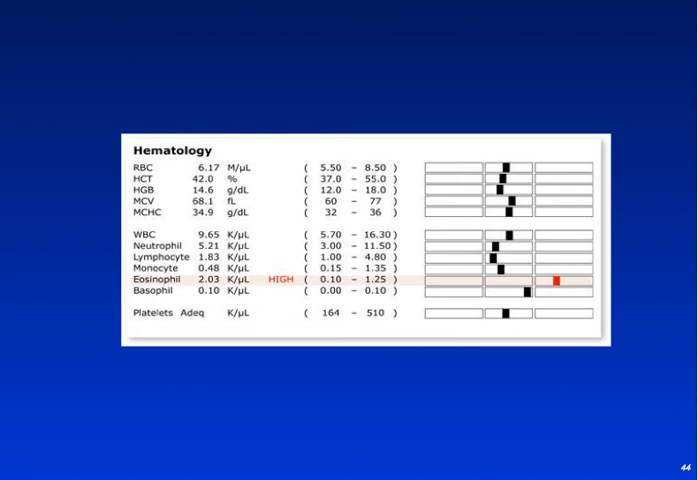 Hematology
RBC 6.17 M/µL ( 5.50 – 8.50 )
HCT 42.0 % ( 37.0 – 55.0 )
HGB 14.6 g/dL ( 12.0 – 18.0 )
MCV 68.1 fL ( 60 – 77 )
MCHC 34.9 g/dL ( 32 – 36 )
WBC 9.65 K/µL ( 5.70 – 16.30 )
Neutrophil 5.21 K/µL ( 3.00 – 11.50 )
Lymphocyte 1.83 K/µL ( 1.00 – 4.80 )
Monocyte 0.48 K/µL ( 0.15 – 1.35 )
Eosinophil 2.03 K/µL HIGH ( 0.10 – 1.25 )
Basophil 0.10 K/µL ( 0.00 – 0.10 )
Platelets Adeq K/µL ( 164 – 510 )
44